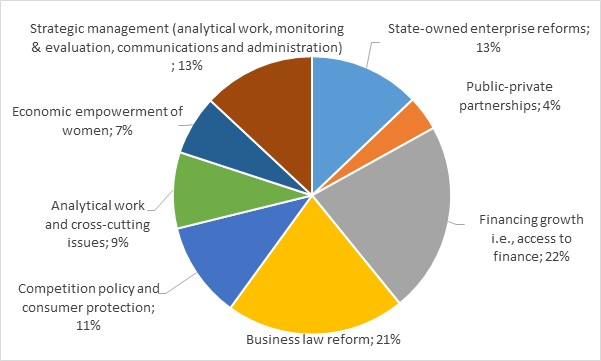 Strategic management (analytical work, monitoring
& evaluation, communications and administration)
; 13%
State-owned enterprise reforms;
13%
Public-private
partnerships; 4%
Financing growth
i.e., access to
finance; 22%
Business law reform; 21%
Competition policy and
consumer protection;
11%
Analytical work
and cross-cutting
issues; 9%
Economic empowerment of
women; 7%